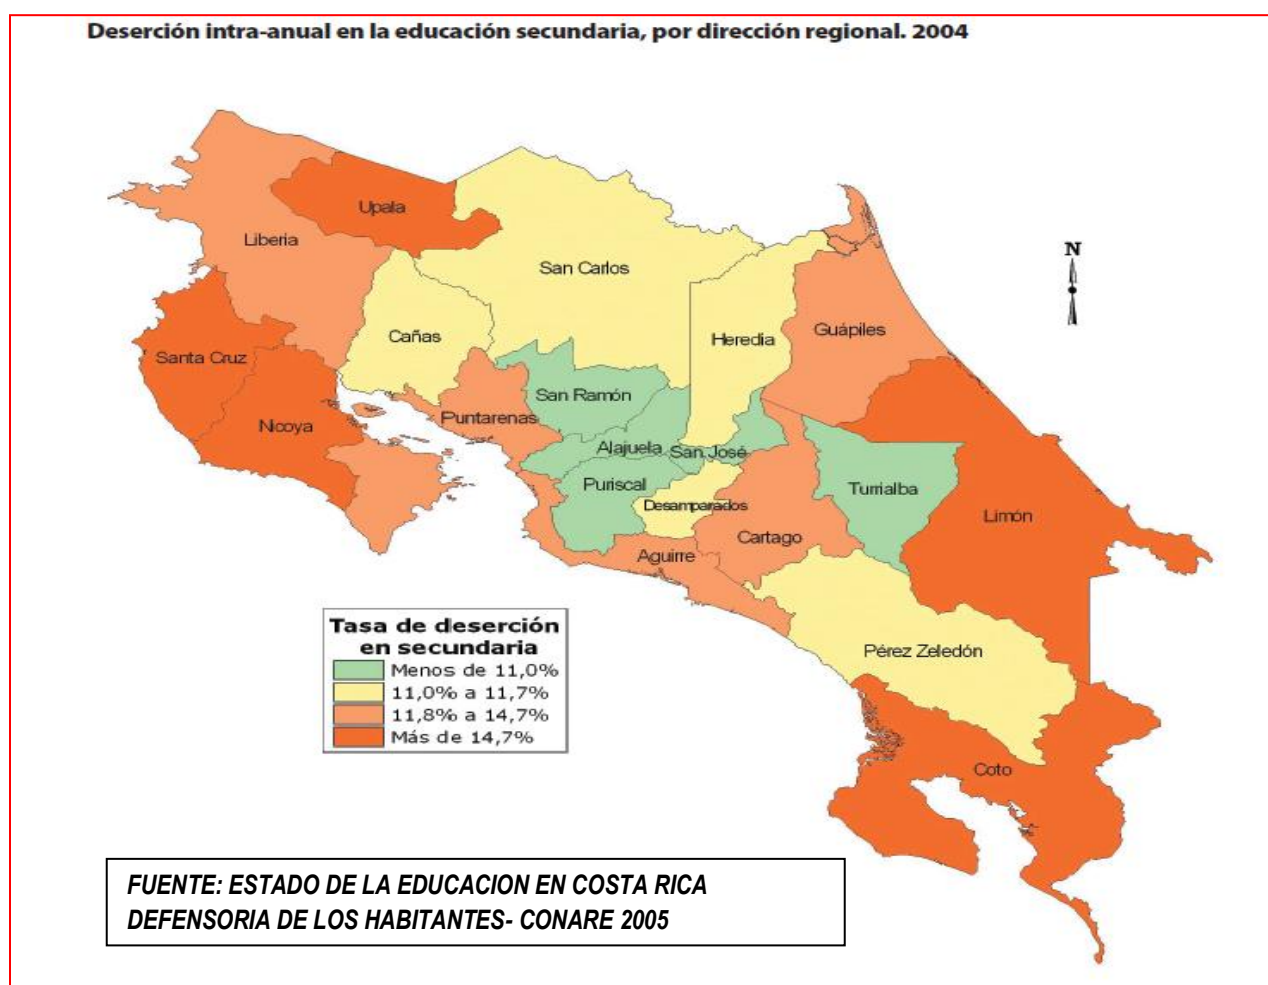 Deserción intra-anual en la educación secundaria, por dirección regional. 2004
Upala
Liberia
San Carlos
N
Cañas
Heredia
Guápiles
Santa Cruz
San Ramón
Nicoya
Puntarenas
Alajuela
San José
Puriscal
Turrialba
Desamparados
Limón
Cartago
Aguirre
Pérez Zeledón
Coto
Tasa de deserción
en secundaria
Menos de 11,0%
11,0% a 11,7%
11,8% a 14,7%
Más de 14,7%
FUENTE: ESTADO DE LA EDUCACION EN COSTA RICA
DEFENSORIA DE LOS HABITANTES- CONARE 2005